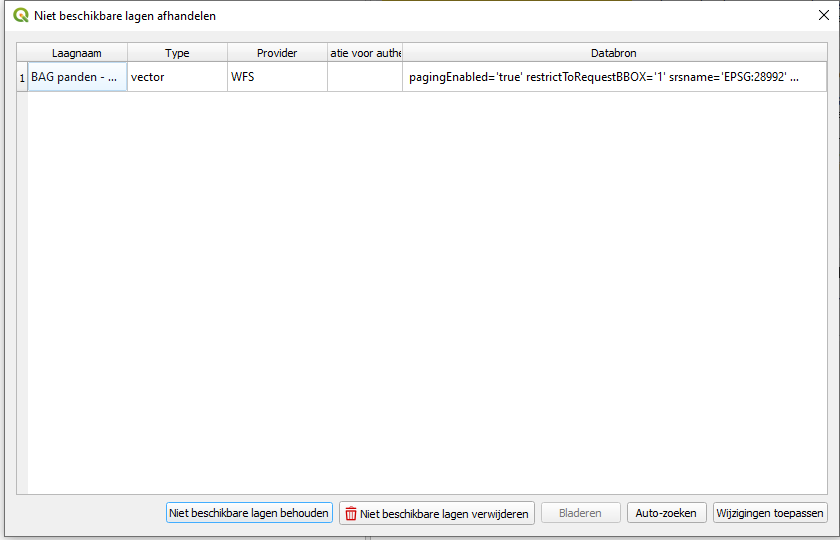 Niet beschikbare lagen afhandelen
Laagnaam Type Provider atie voor authe Databron
1 BAG panden - ... vector WFS pagingEnabled='true' restrictToRequestBBOX='1' srsname='EPSG:28992' ...
Niet beschikbare lagen behouden Niet beschikbare lagen verwijderen Bladeren Auto-zoeken Wijzigingen toepassen